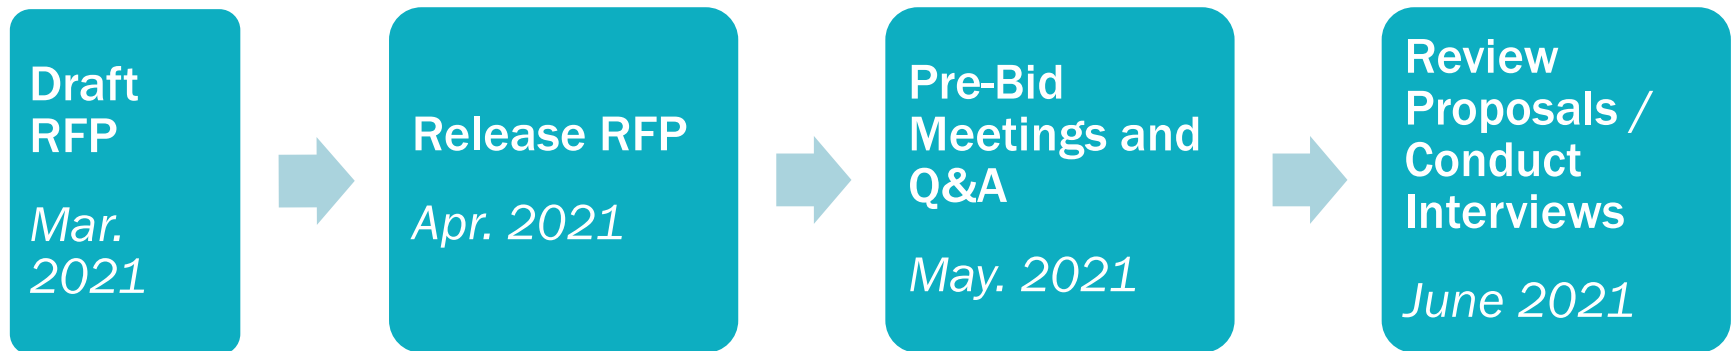 Draft
RFP
Mar.
2021
Release RFP
Apr. 2021
Pre-Bid
Meetings and
Q&A
May. 2021
Review
Proposals /
Conduct
Interviews
June 2021